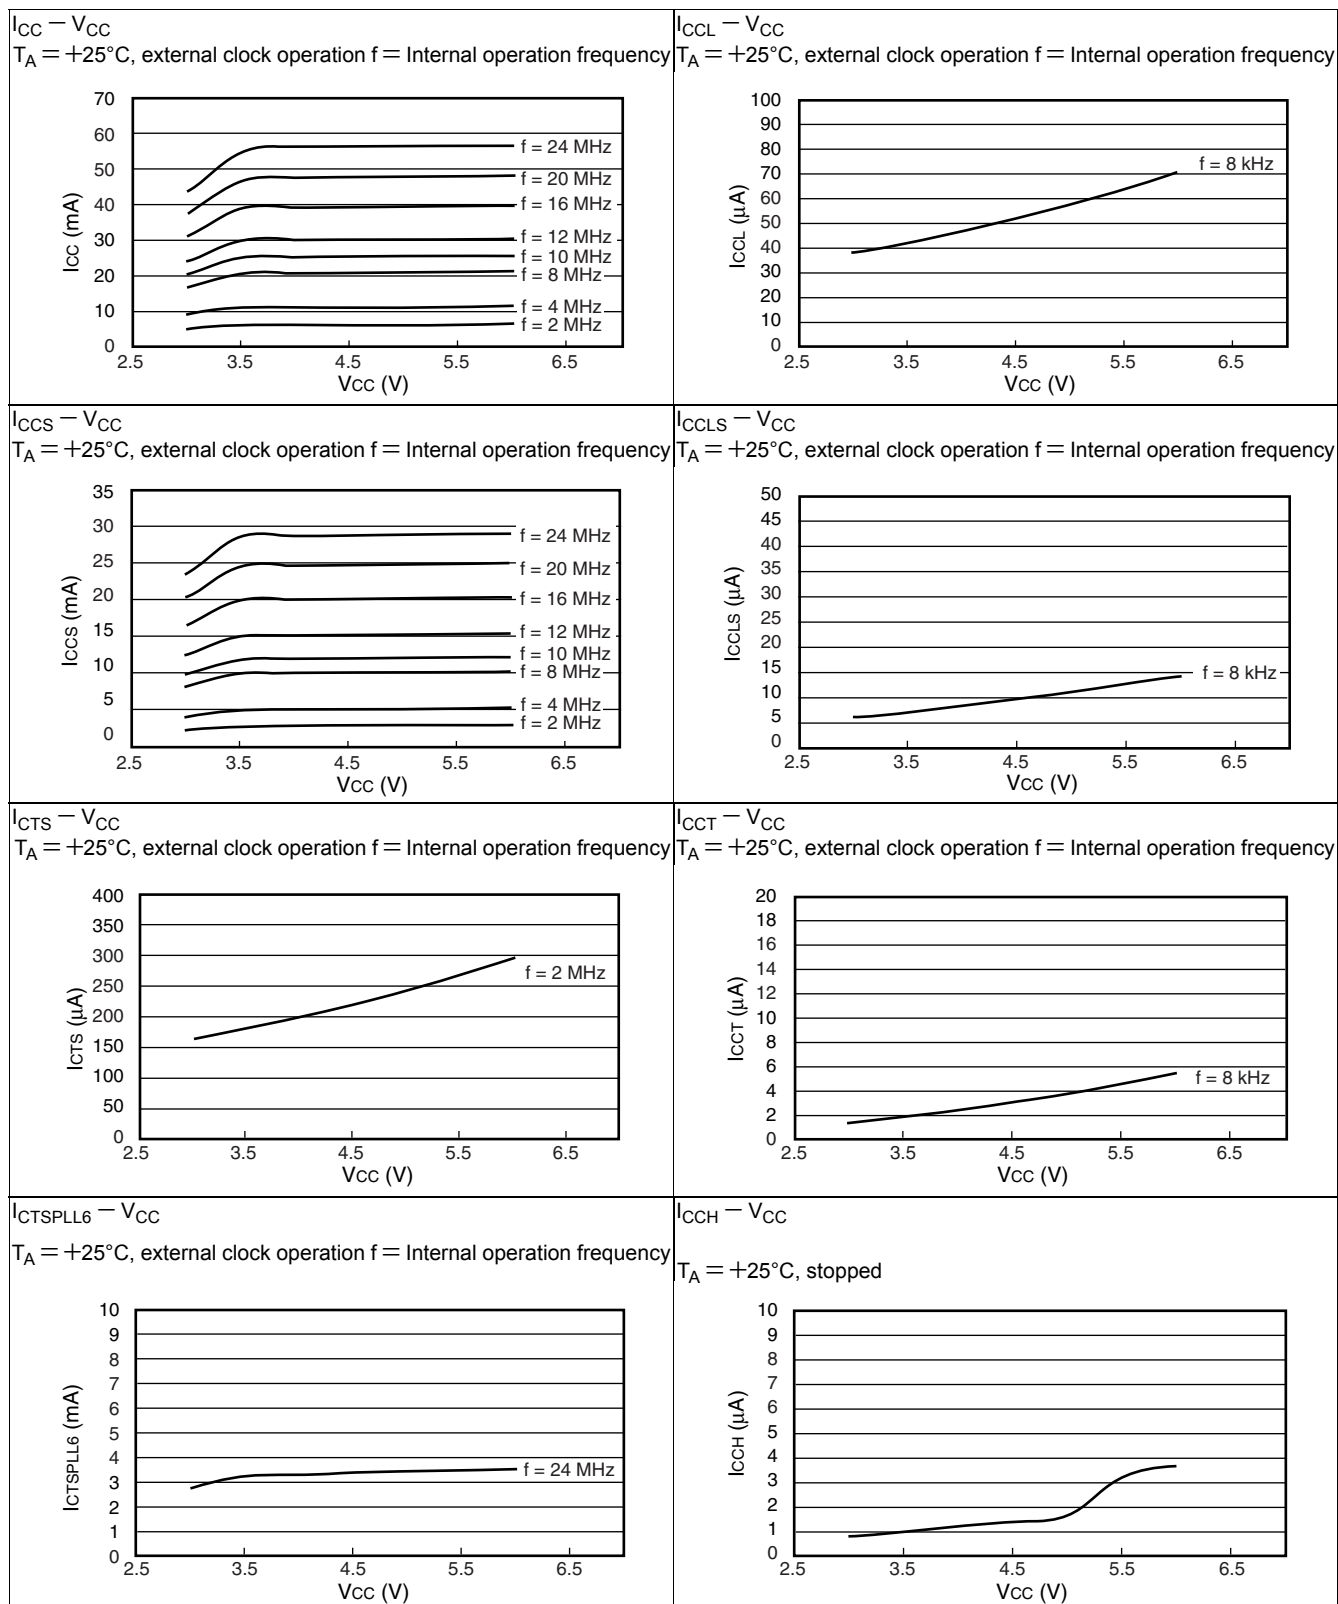 ICC − VCC
TA = +25°C, external clock operation f = Internal operation frequency
70
60
50
40
30
20
10
0
ICC (mA)
f = 24 MHz
f = 20 MHz
f = 16 MHz
f = 12 MHz
f = 10 MHz
f = 8 MHz
f = 4 MHz
f = 2 MHz
2.5 3.5 4.5 5.5 6.5
VCC (V)
ICCL − VCC
TA = +25°C, external clock operation f = Internal operation frequency
100
90
80
70
60
50
40
30
20
10
0
ICCL (μA)
f = 8 kHz
2.5 3.5 4.5 5.5 6.5
VCC (V)
ICCS − VCC
TA = +25°C, external clock operation f = Internal operation frequency
35
30
25
20
15
10
5
0
ICCS (mA)
f = 24 MHz
f = 20 MHz
f = 16 MHz
f = 12 MHz
f = 10 MHz
f = 8 MHz
f = 4 MHz
f = 2 MHz
2.5 3.5 4.5 5.5 6.5
VCC (V)
ICCLS − VCC
TA = +25°C, external clock operation f = Internal operation frequency
50
45
40
35
30
25
20
15
10
5
0
ICCLS (μA)
f = 8 kHz
2.5 3.5 4.5 5.5 6.5
VCC (V)
ICTS − VCC
TA = +25°C, external clock operation f = Internal operation frequency
400
350
300
250
200
150
100
50
0
ICTS (μA)
f = 2 MHz
2.5 3.5 4.5 5.5 6.5
VCC (V)
ICCT − VCC
TA = +25°C, external clock operation f = Internal operation frequency
20
18
16
14
12
10
8
6
4
2
0
ICCT (μA)
f = 8 kHz
2.5 3.5 4.5 5.5 6.5
VCC (V)
ICTSPLL6 − VCC
TA = +25°C, external clock operation f = Internal operation frequency
10
9
8
7
6
5
4
3
2
1
0
ICTSPLL6 (mA)
f = 24 MHz
2.5 3.5 4.5 5.5 6.5
VCC (V)
ICCH − VCC
TA = +25°C, stopped
10
9
8
7
6
5
4
3
2
1
0
ICCH (μA)
2.5 3.5 4.5 5.5 6.5
VCC (V)